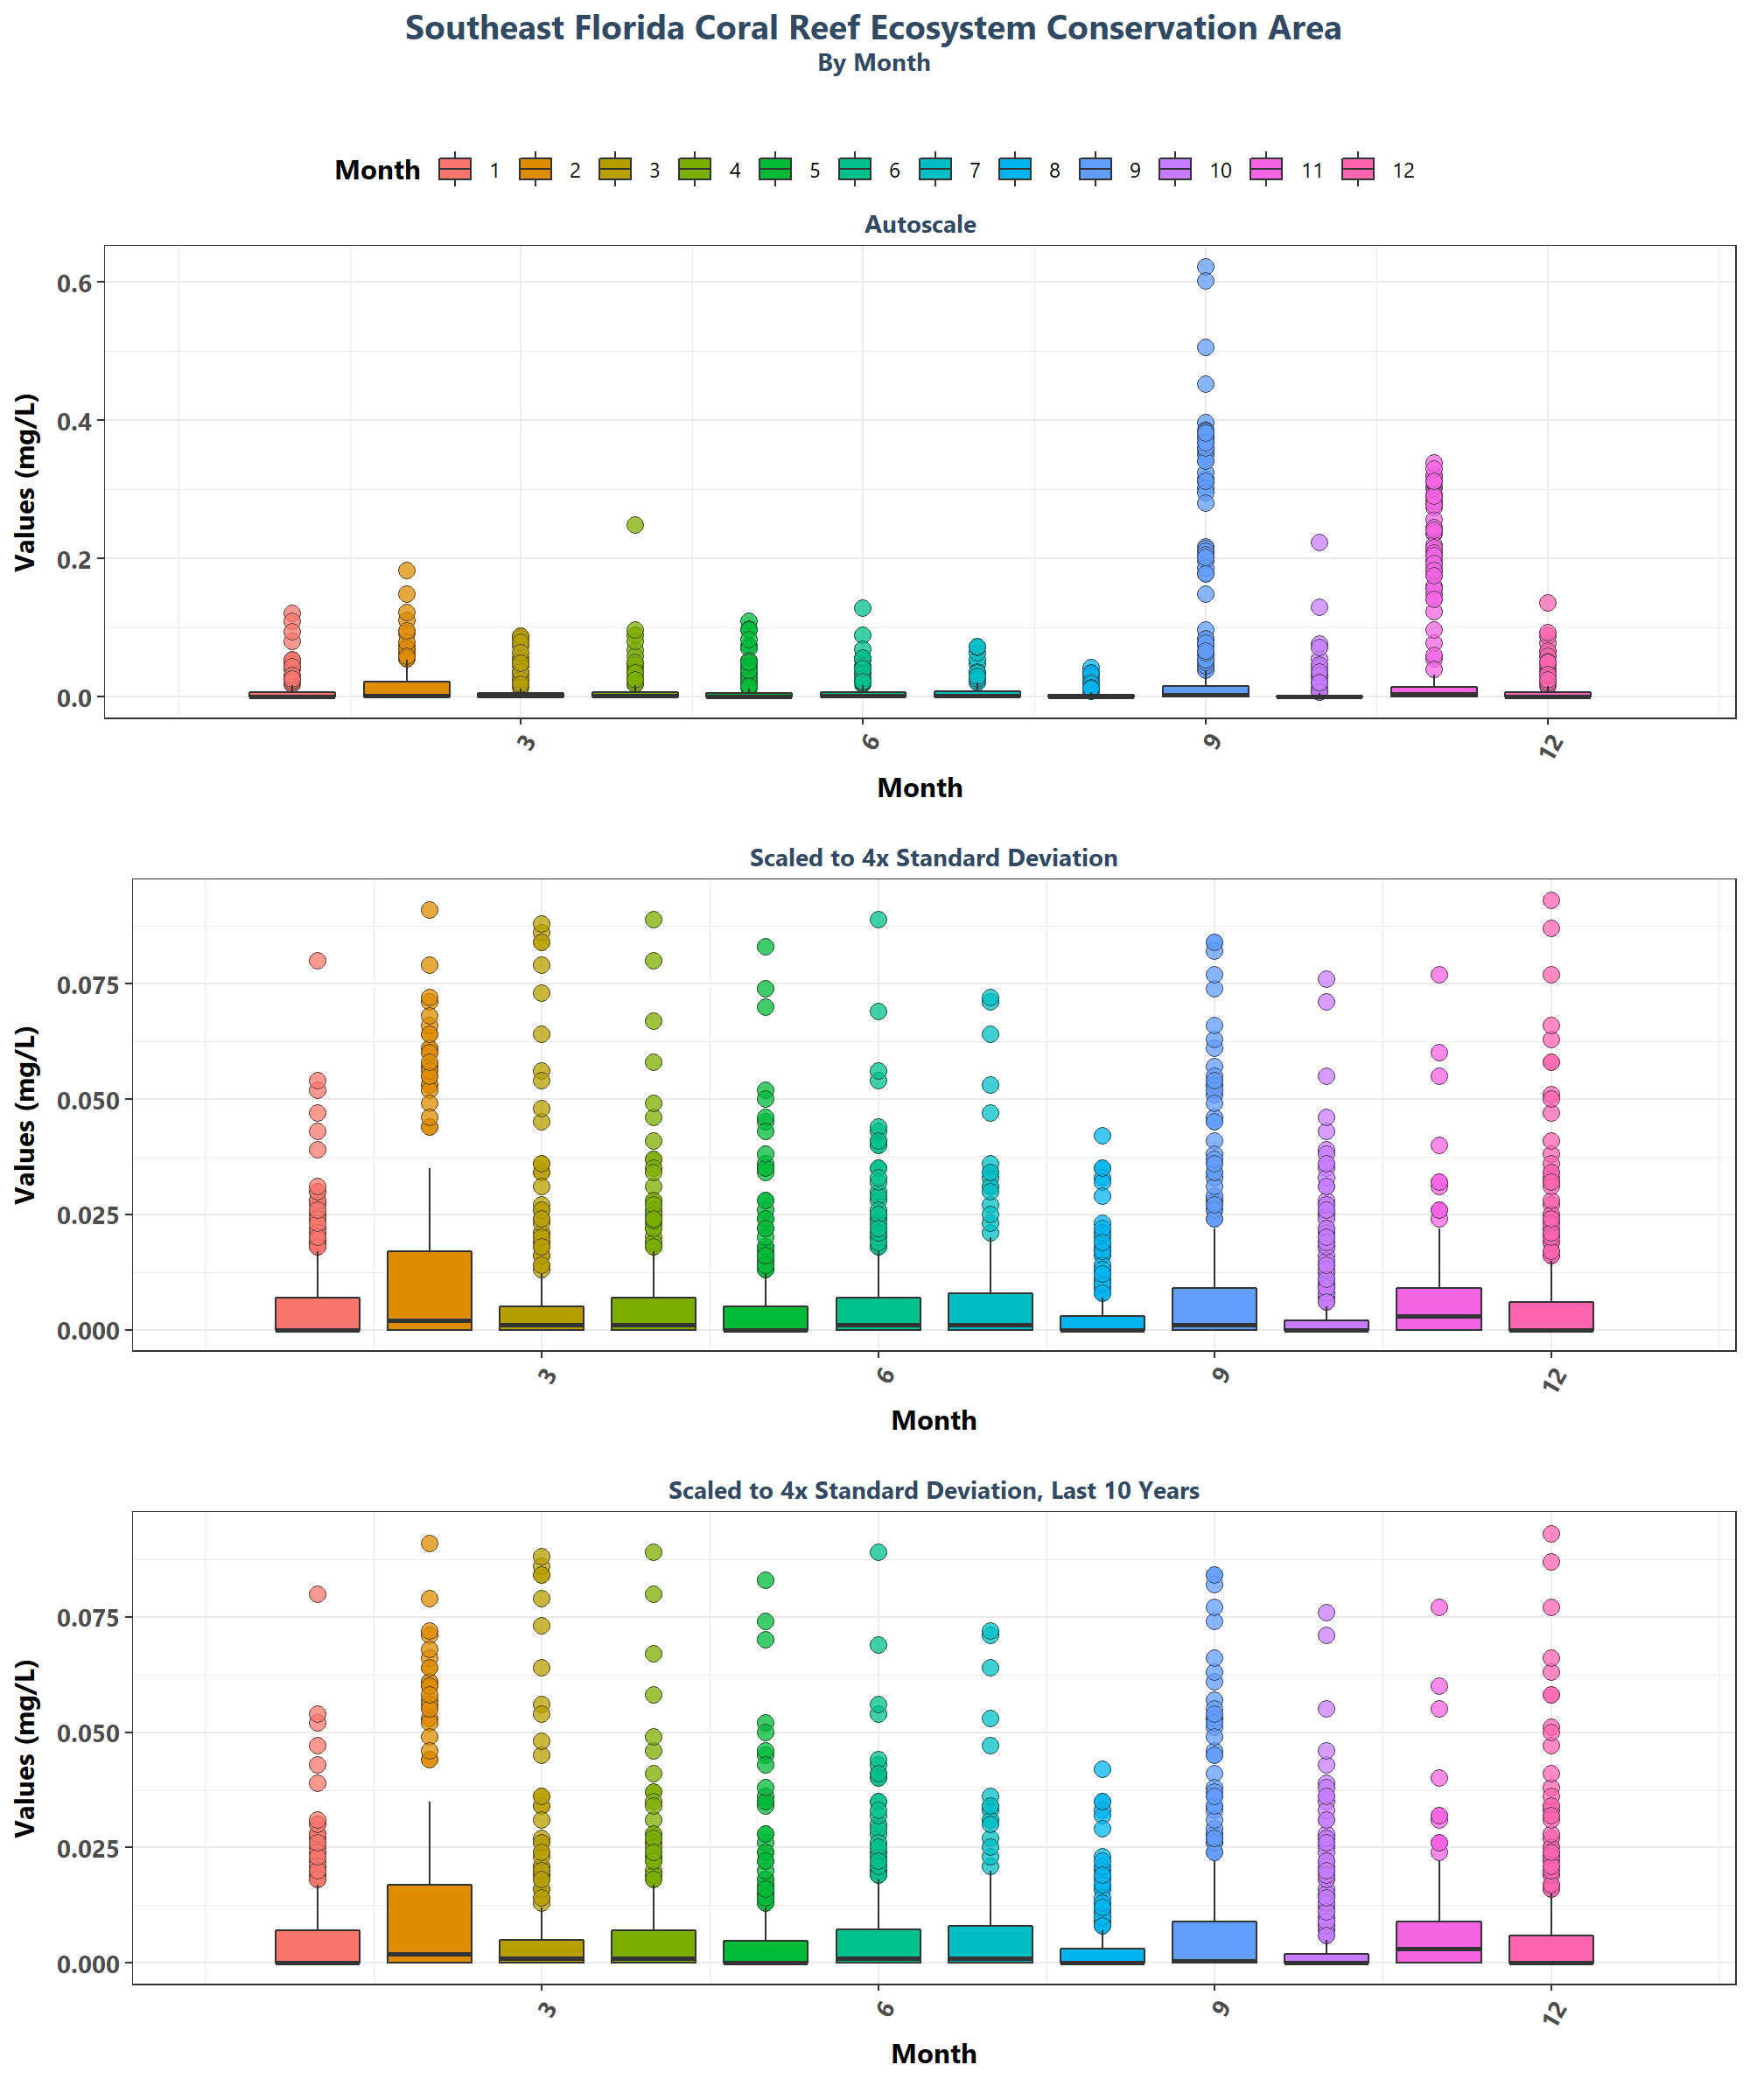 Southeast Florida Coral Reef Ecosystem Conservation Area
By Month
Month 1 2 3 4 5 6 7 8 9 10 11 12
Autoscale
Values (mg/L)
0.6
0.4
0.2
0.0
3 6 9 12
Month
Scaled to 4x Standard Deviation
Values (mg/L)
0.075
0.050
0.025
0.000
3 6 9 12
Month
Scaled to 4x Standard Deviation, Last 10 Years
Values (mg/L)
0.075
0.050
0.025
0.000
3 6 9 12
Month